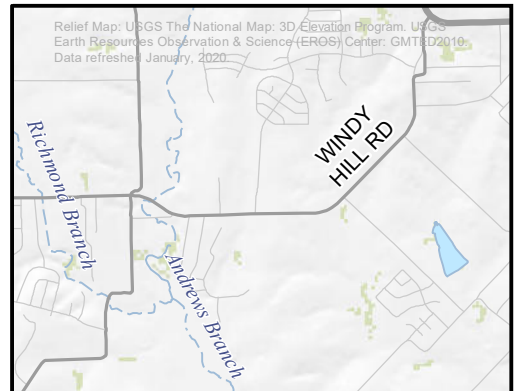 Relief Map: USGS The National Map: 3D Elevation Program. USGS
Earth Resources Observation & Science (EROS) Center: GMTED2010.
Data refreshed January, 2020.
WINDY
HILL RD
Richmond Branch
Andrews Branch